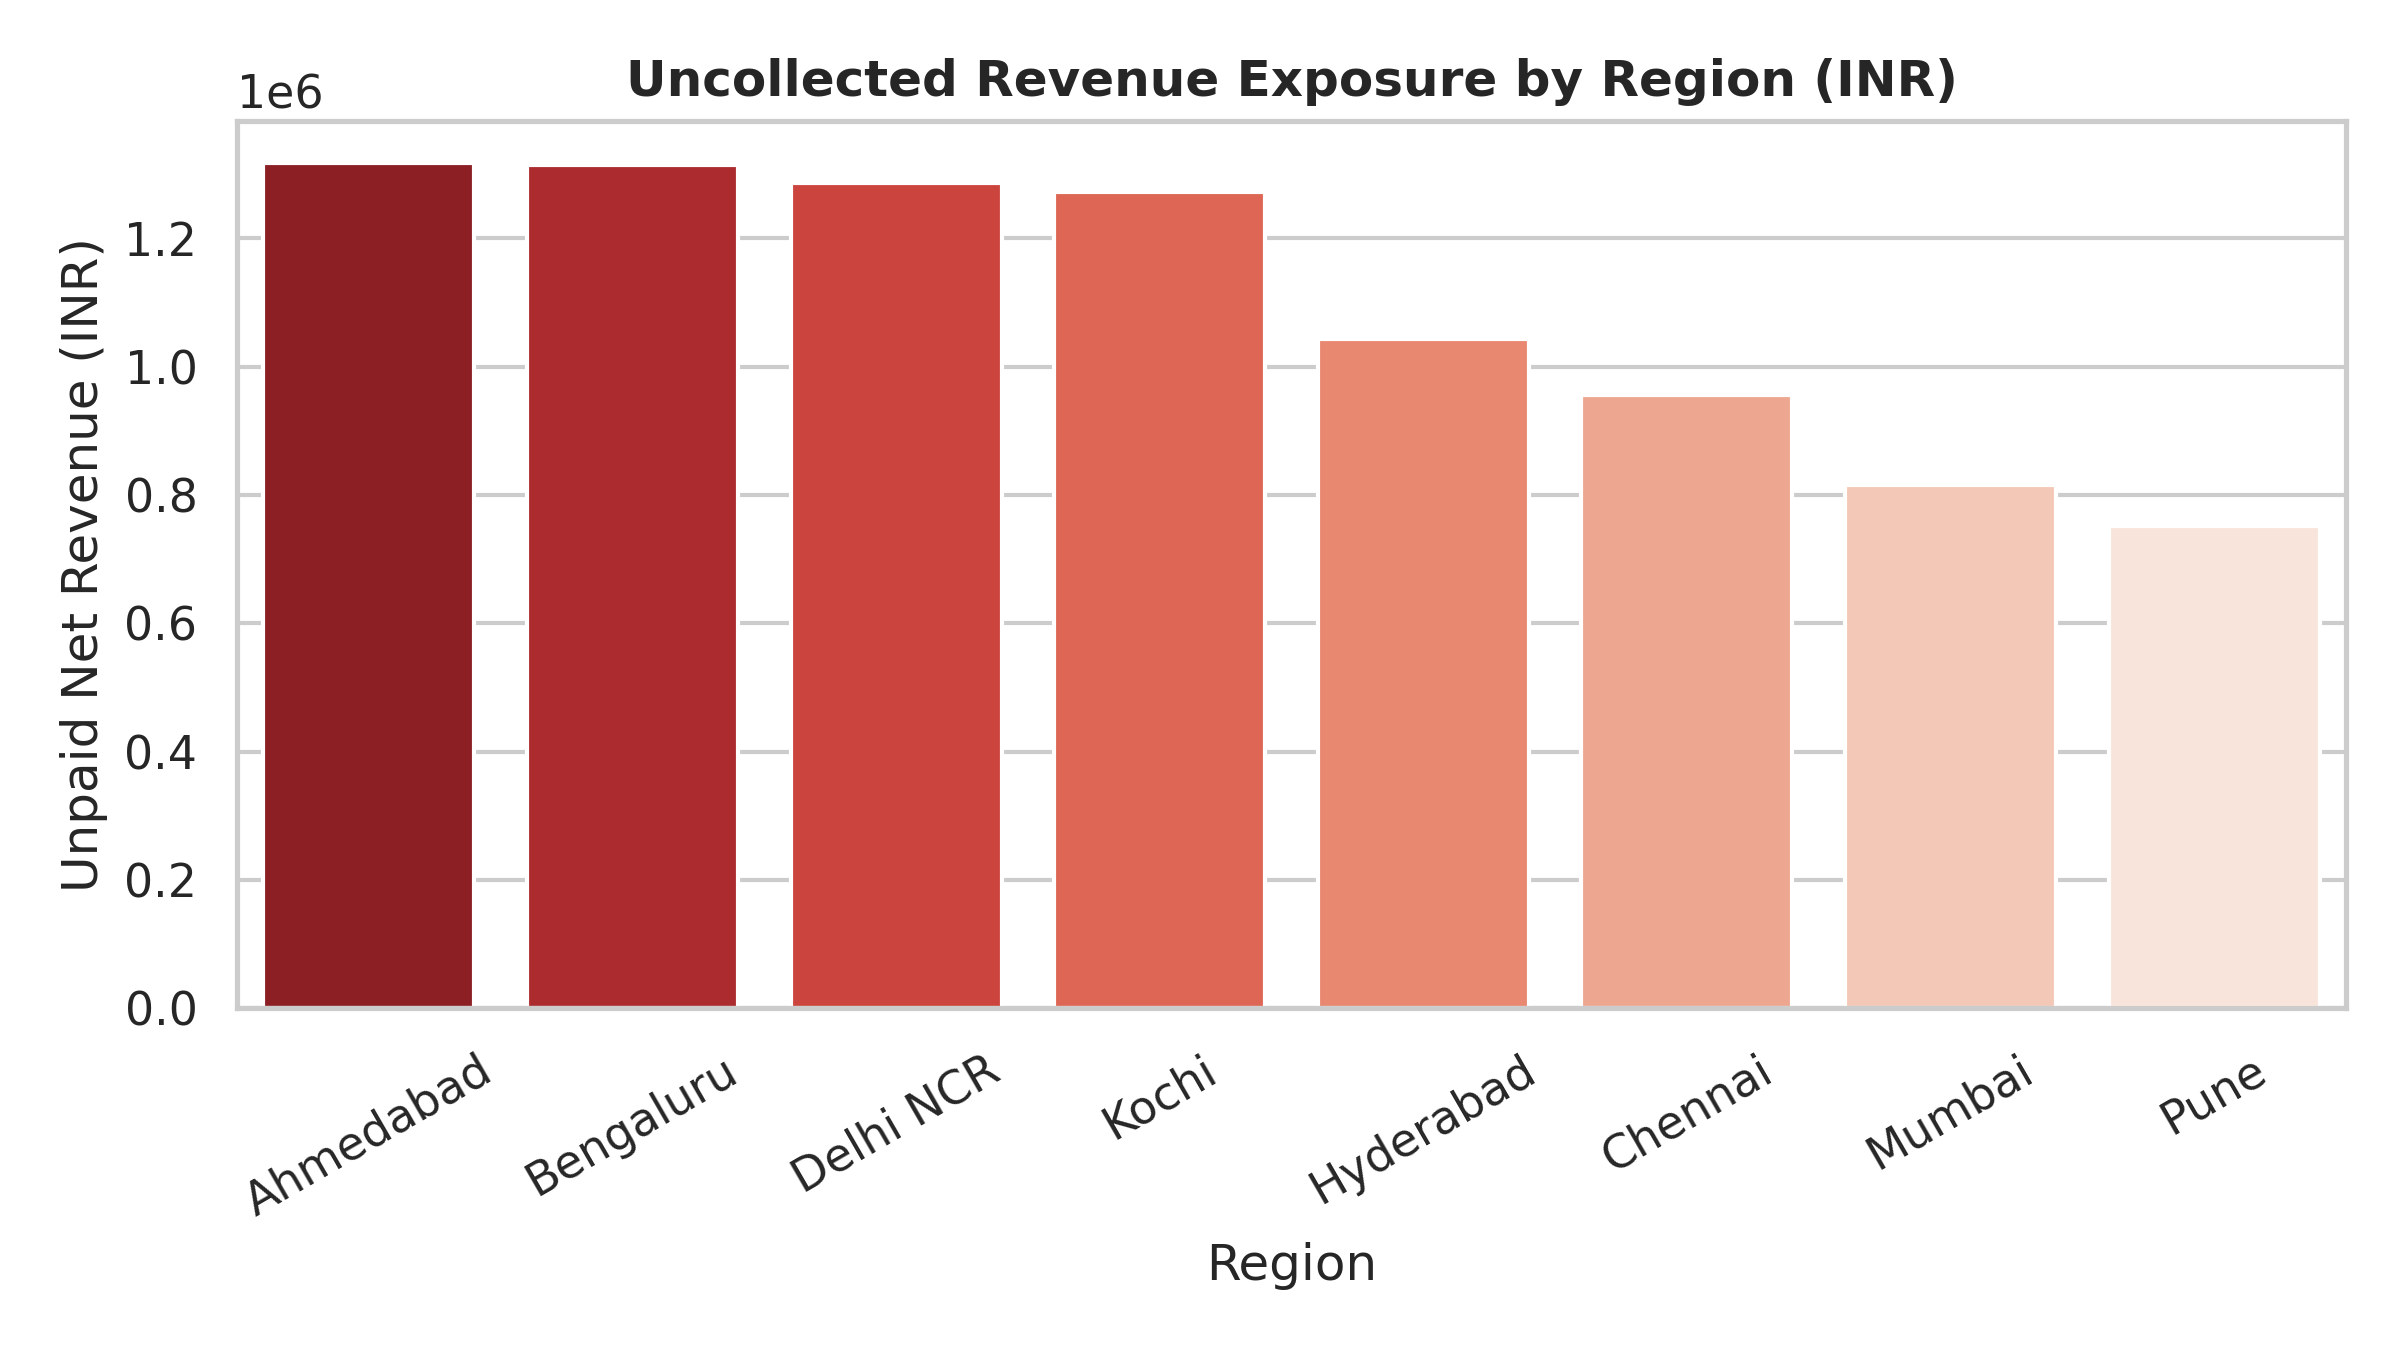 Uncollected Revenue Exposure by Region (INR)
1e6
Unpaid Net Revenue (INR)
1.2
1.0
0.8
0.6
0.4
0.2
0.0
Ahmedabad
Bengaluru
Delhi NCR
Kochi
Hyderabad
Chennai
Mumbai
Pune
Region